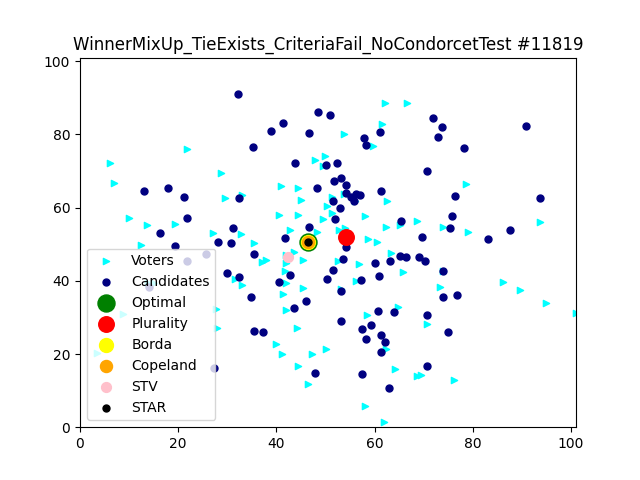 WinnerMixUp_TieExists_CriteriaFail_NoCondorcetTest #11819
100
80
60
40
20
0
Voters
Candidates
Optimal
Plurality
Borda
Copeland
STV
STAR
0 20 40 60 80 100